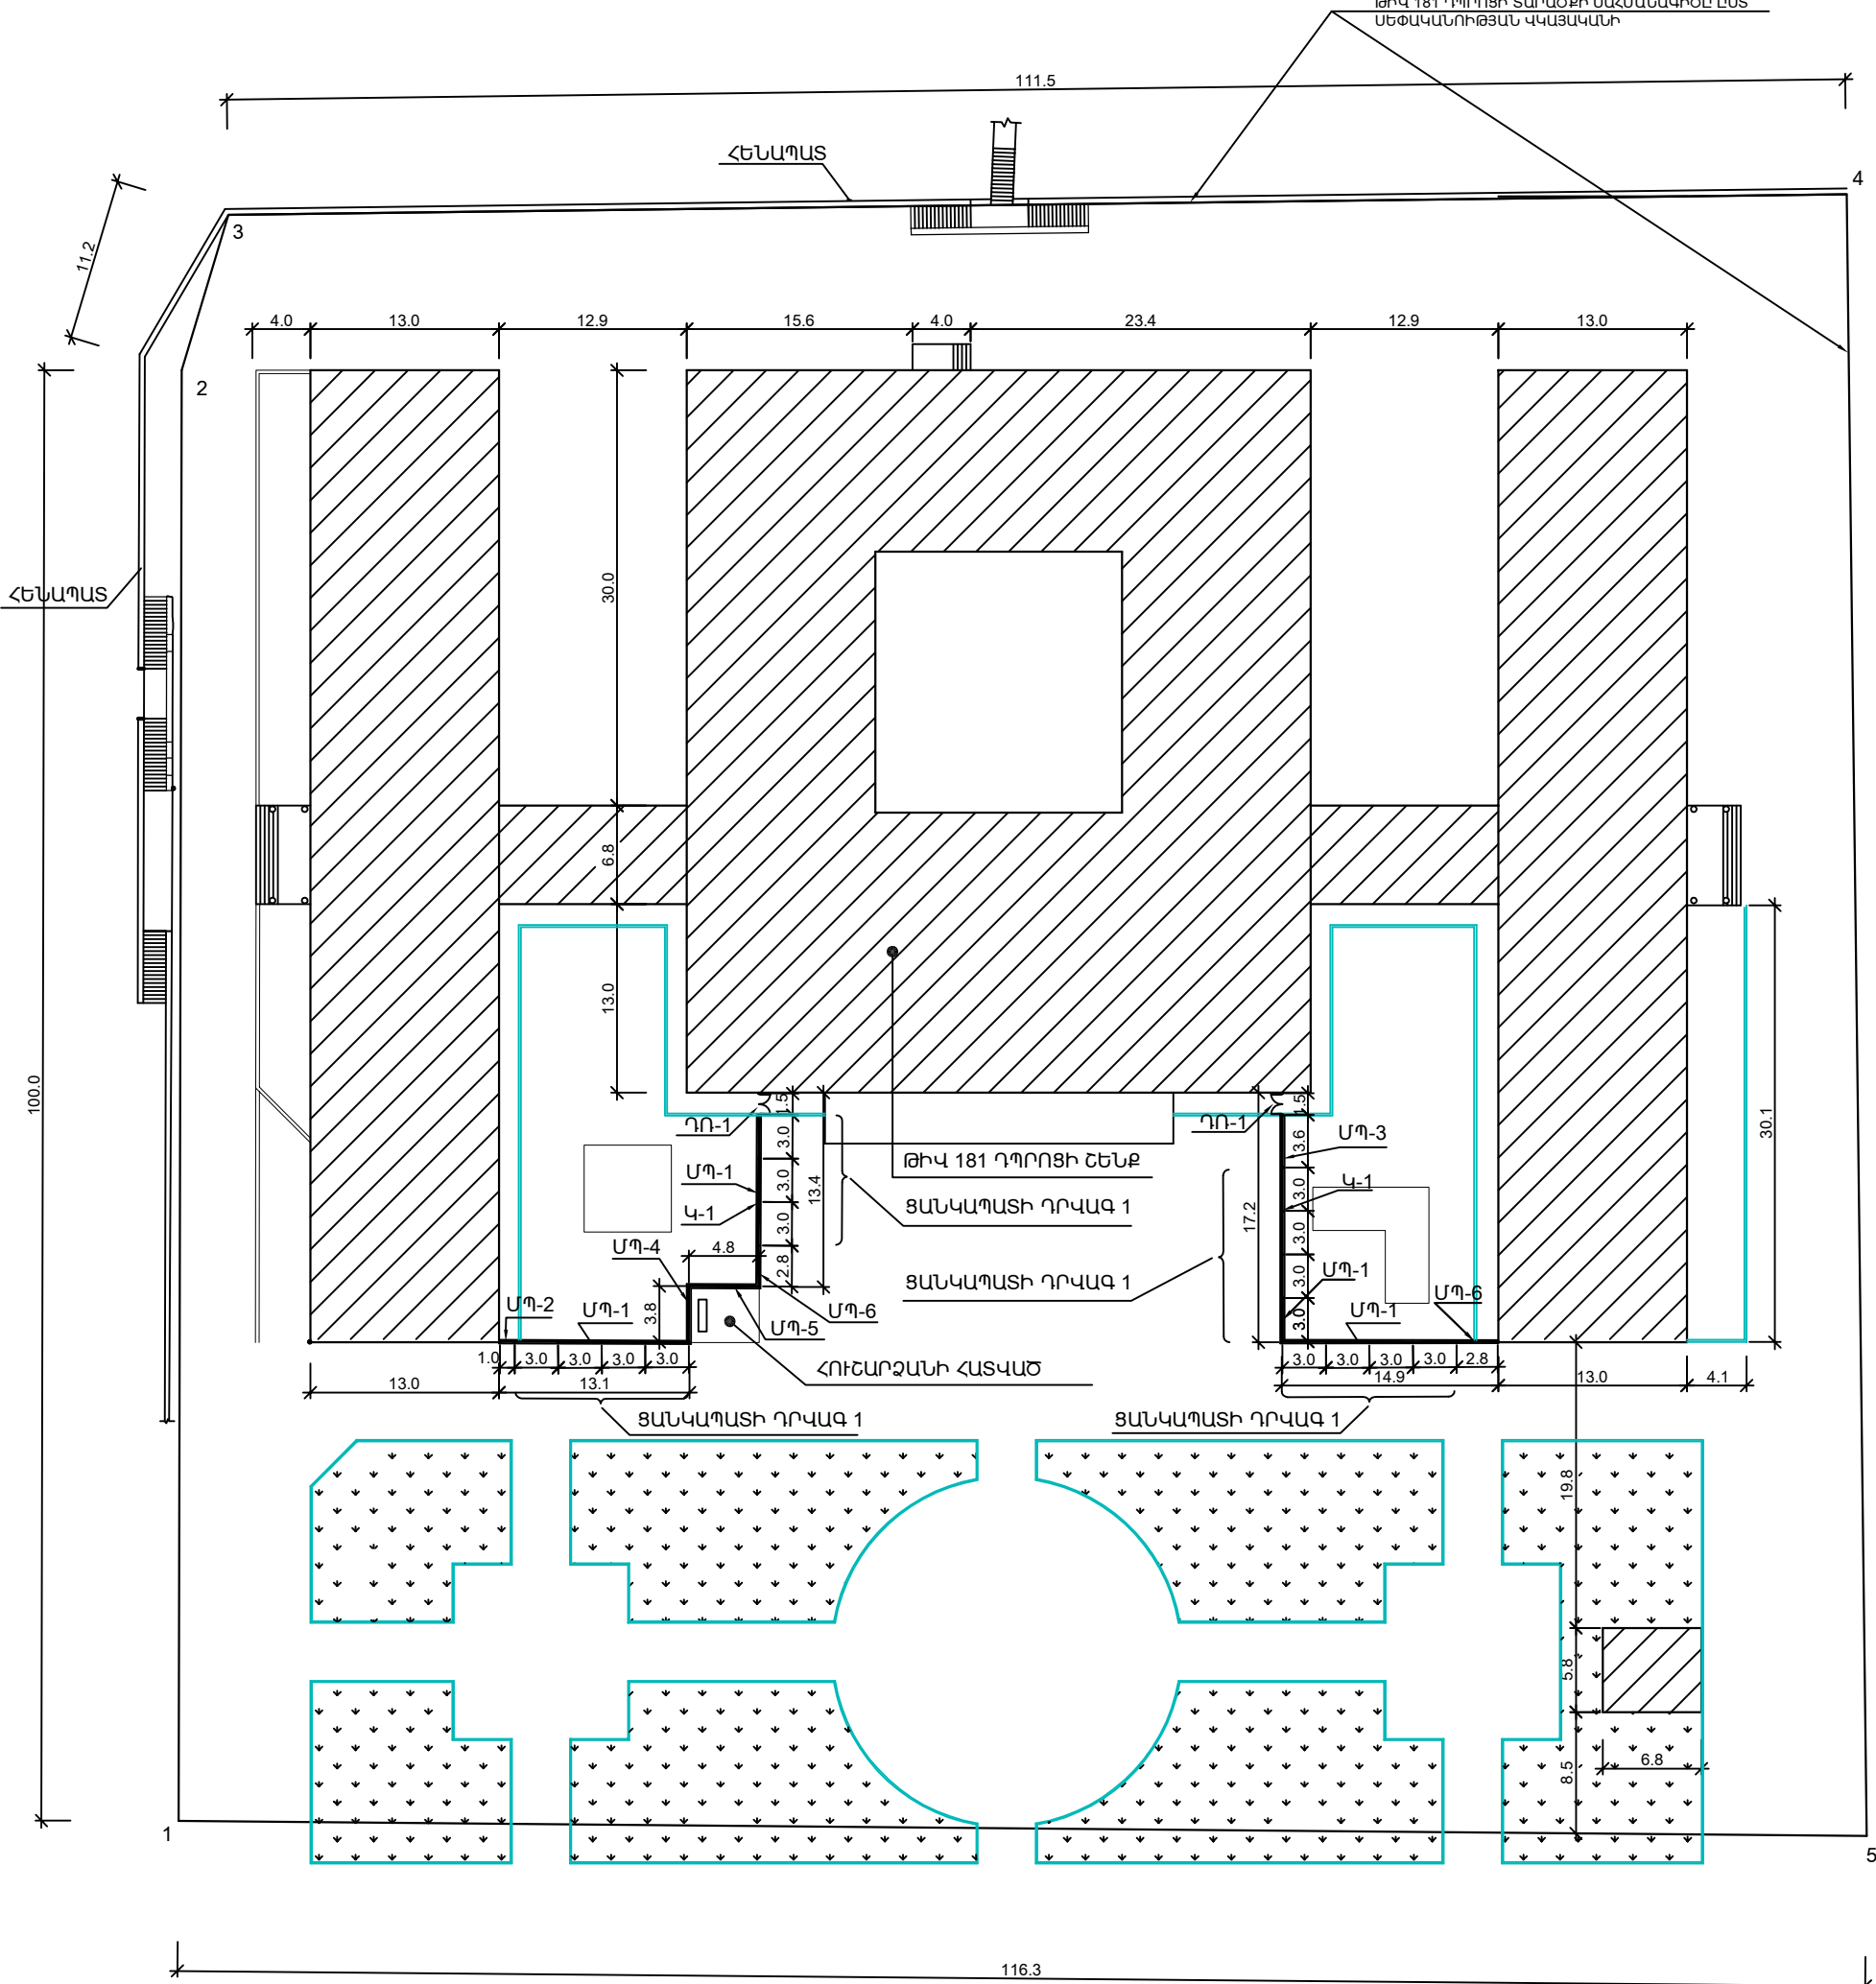 ԹԻՎ 181 ԴՊՐՈՑԻ ՏԱՐԱԾՔԻ ՍԱՀՄԱՆԱԳԻԾԸ ԸՍՏ
ՍԵՓԱԿԱՆՈՒԹՅԱՆ ՎԿԱՅԱԿԱՆԻ
111.5
ՀԵՆԱՊԱՏ
4
3
11.2
4.0 13.0 12.9 15.6 4.0 23.4 12.9 13.0
2
30.0
ՀԵՆԱՊԱՏ
6.8
13.0
100.0
30.1
1.5
1.5
ԴՌ-1
ԴՌ-1
3.0
3.6
ՄՊ-3
ԹԻՎ 181 ԴՊՐՈՑԻ ՇԵՆՔ
ՄՊ-1
3.0
13.4
3.0
Կ-1
ՑԱՆԿԱՊԱՏԻ ԴՐՎԱԳ 1
Կ-1
3.0
17.2
3.0
ՄՊ-4
4.8
2.8
ՑԱՆԿԱՊԱՏԻ ԴՐՎԱԳ 1
3.0
ՄՊ-1
ՄՊ-2
ՄՊ-1
3.8
ՄՊ-6
ՄՊ-5
3.0
ՄՊ-1
ՄՊ-6
1.0 3.0 3.0 3.0 3.0
3.0 3.0 3.0 3.0 2.8
ՀՈՒՇԱՐՁԱՆԻ ՀԱՏՎԱԾ
13.0 13.1
14.9 13.0 4.1
ՑԱՆԿԱՊԱՏԻ ԴՐՎԱԳ 1
ՑԱՆԿԱՊԱՏԻ ԴՐՎԱԳ 1
19.8
5.8
6.8
8.5
1
5
116.3